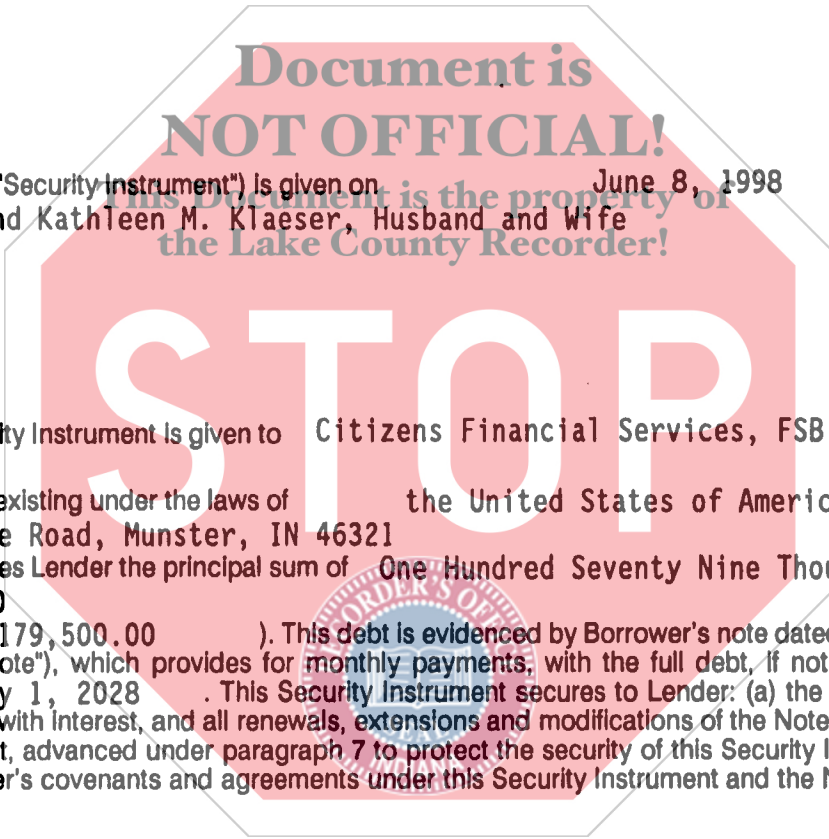 Document is
NOT OFFICIAL!
"Security Instrument") is given on June 8, 1998
This Document is the property of
nd Kathleen M. Klaeser, Husband and Wife
the Lake County Recorder!
STOP
ty Instrument is given to Citizens Financial Services, FSB
existing under the laws of the United States of Americ
e Road, Munster, IN 46321
es Lender the principal sum of One Hundred Seventy Nine Thou
179,500.00 ). This debt is evidenced by Borrower's note dated
ote"), which provides for monthly payments, with the full debt, if not
y 1, 2028 . This Security Instrument secures to Lender: (a) the
with interest, and all renewals, extensions and modifications of the Note
t, advanced under paragraph 7 to protect the security of this Security I
er's covenants and agreements under this Security Instrument and the N
RECORDER'S OFFICE
SEAL
INDIANA